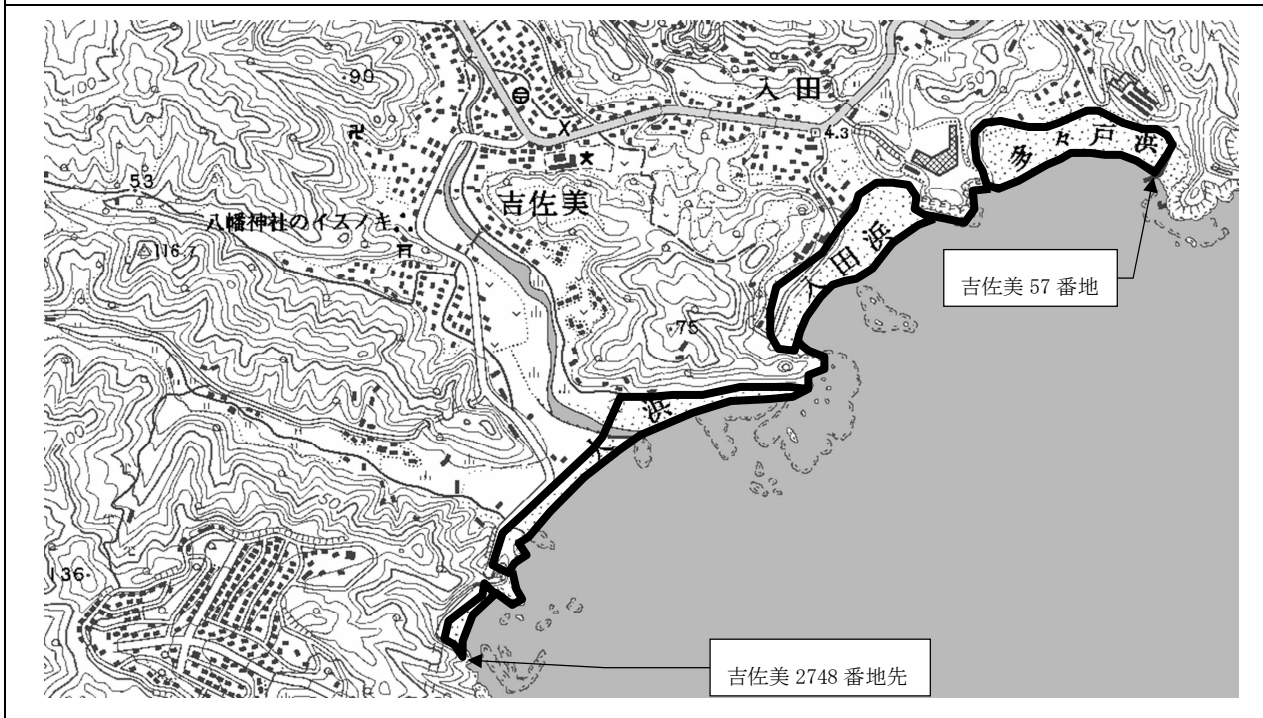 90
入田
4.3
多々戸浜
53
吉佐美
八幡神社のイスノキ
116.7
入田浜
吉佐美 57 番地
75
大浜
136
吉佐美 2748 番地先